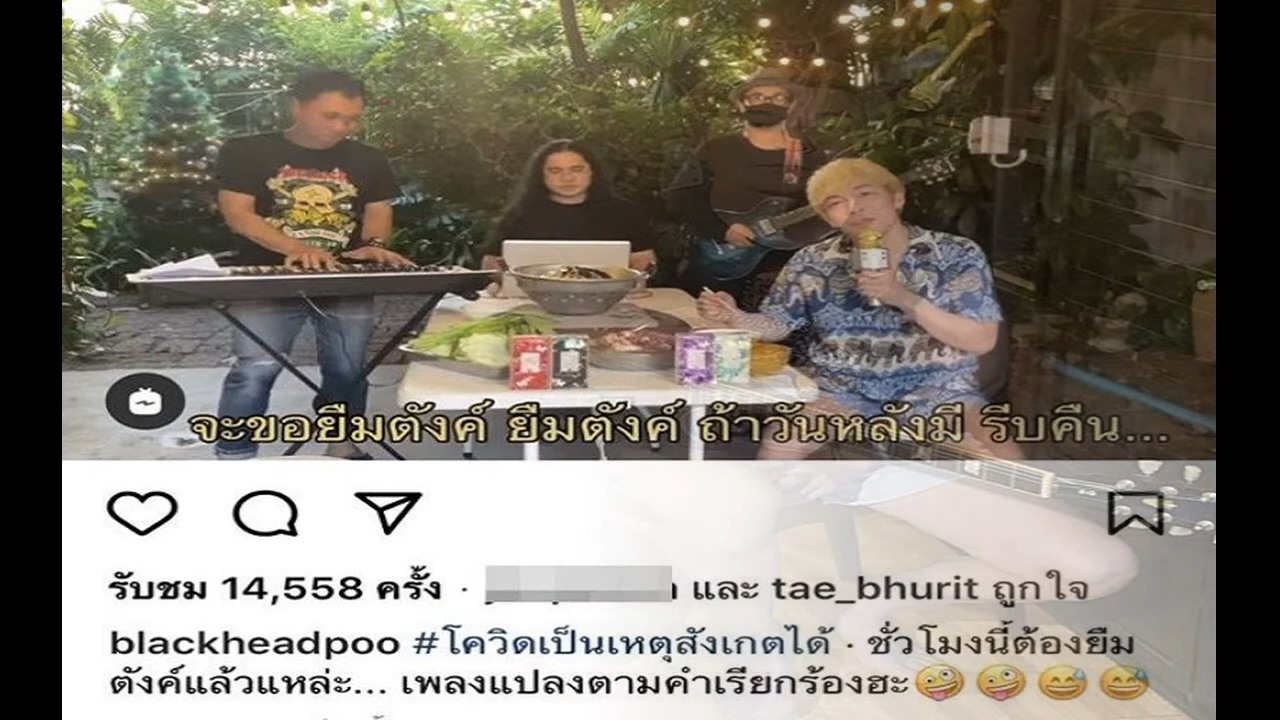 จะขอยืมตังค์ ยืมตังค์ ถ้าวันหลังมี รีบคืน...
รับชม 14,558 ครั้ง · และ tae_bhurit ถูกใจ
blackheadpoo #โควิดเป็นเหตุสังเกตได้ · ชั่วโมงนี้ต้องยืม
ตังค์แล้วแหล่ะ... เพลงแปลงตามคำเรียกร้องฮะ🤪🤪😅😅